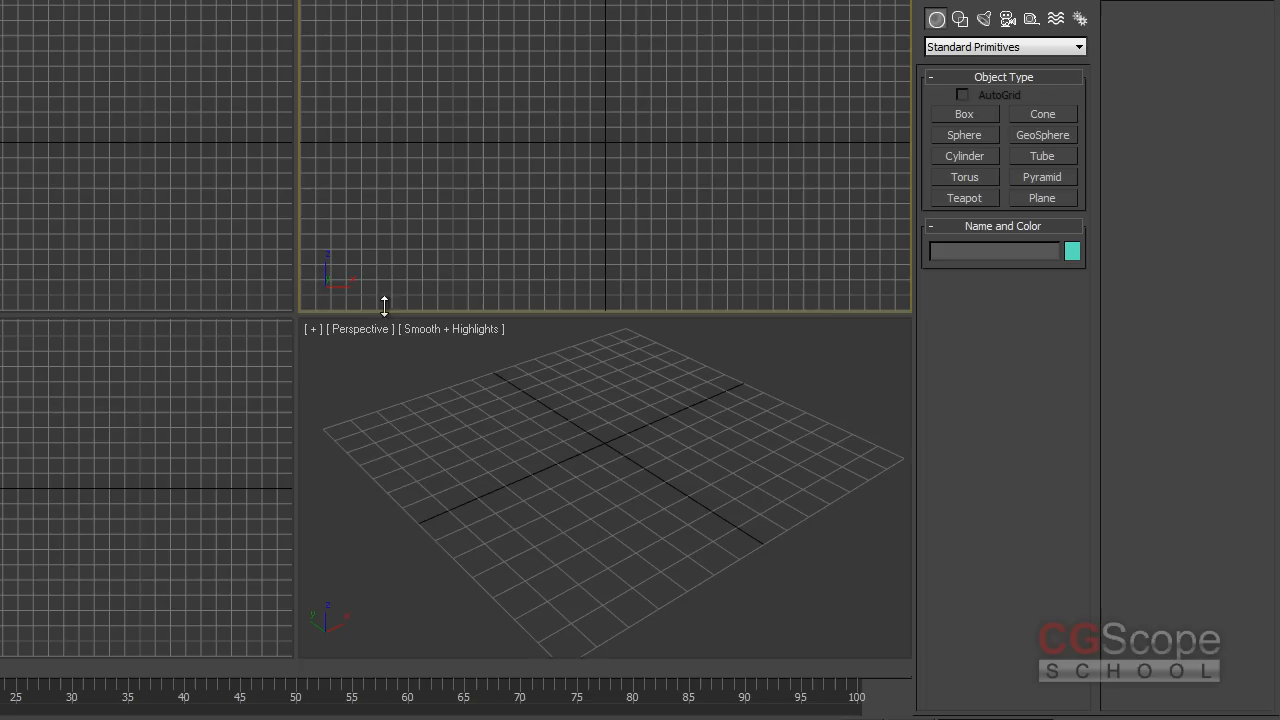 Standard Primitives
- Object Type
AutoGrid
Box Cone
Sphere GeoSphere
Cylinder Tube
Torus Pyramid
Teapot Plane
- Name and Color
z
x
[ + ] [ Perspective ] [ Smooth + Highlights ]
z
y x
CGScope
SCHOOL
25 30 35 40 45 50 55 60 65 70 75 80 85 90 95 100